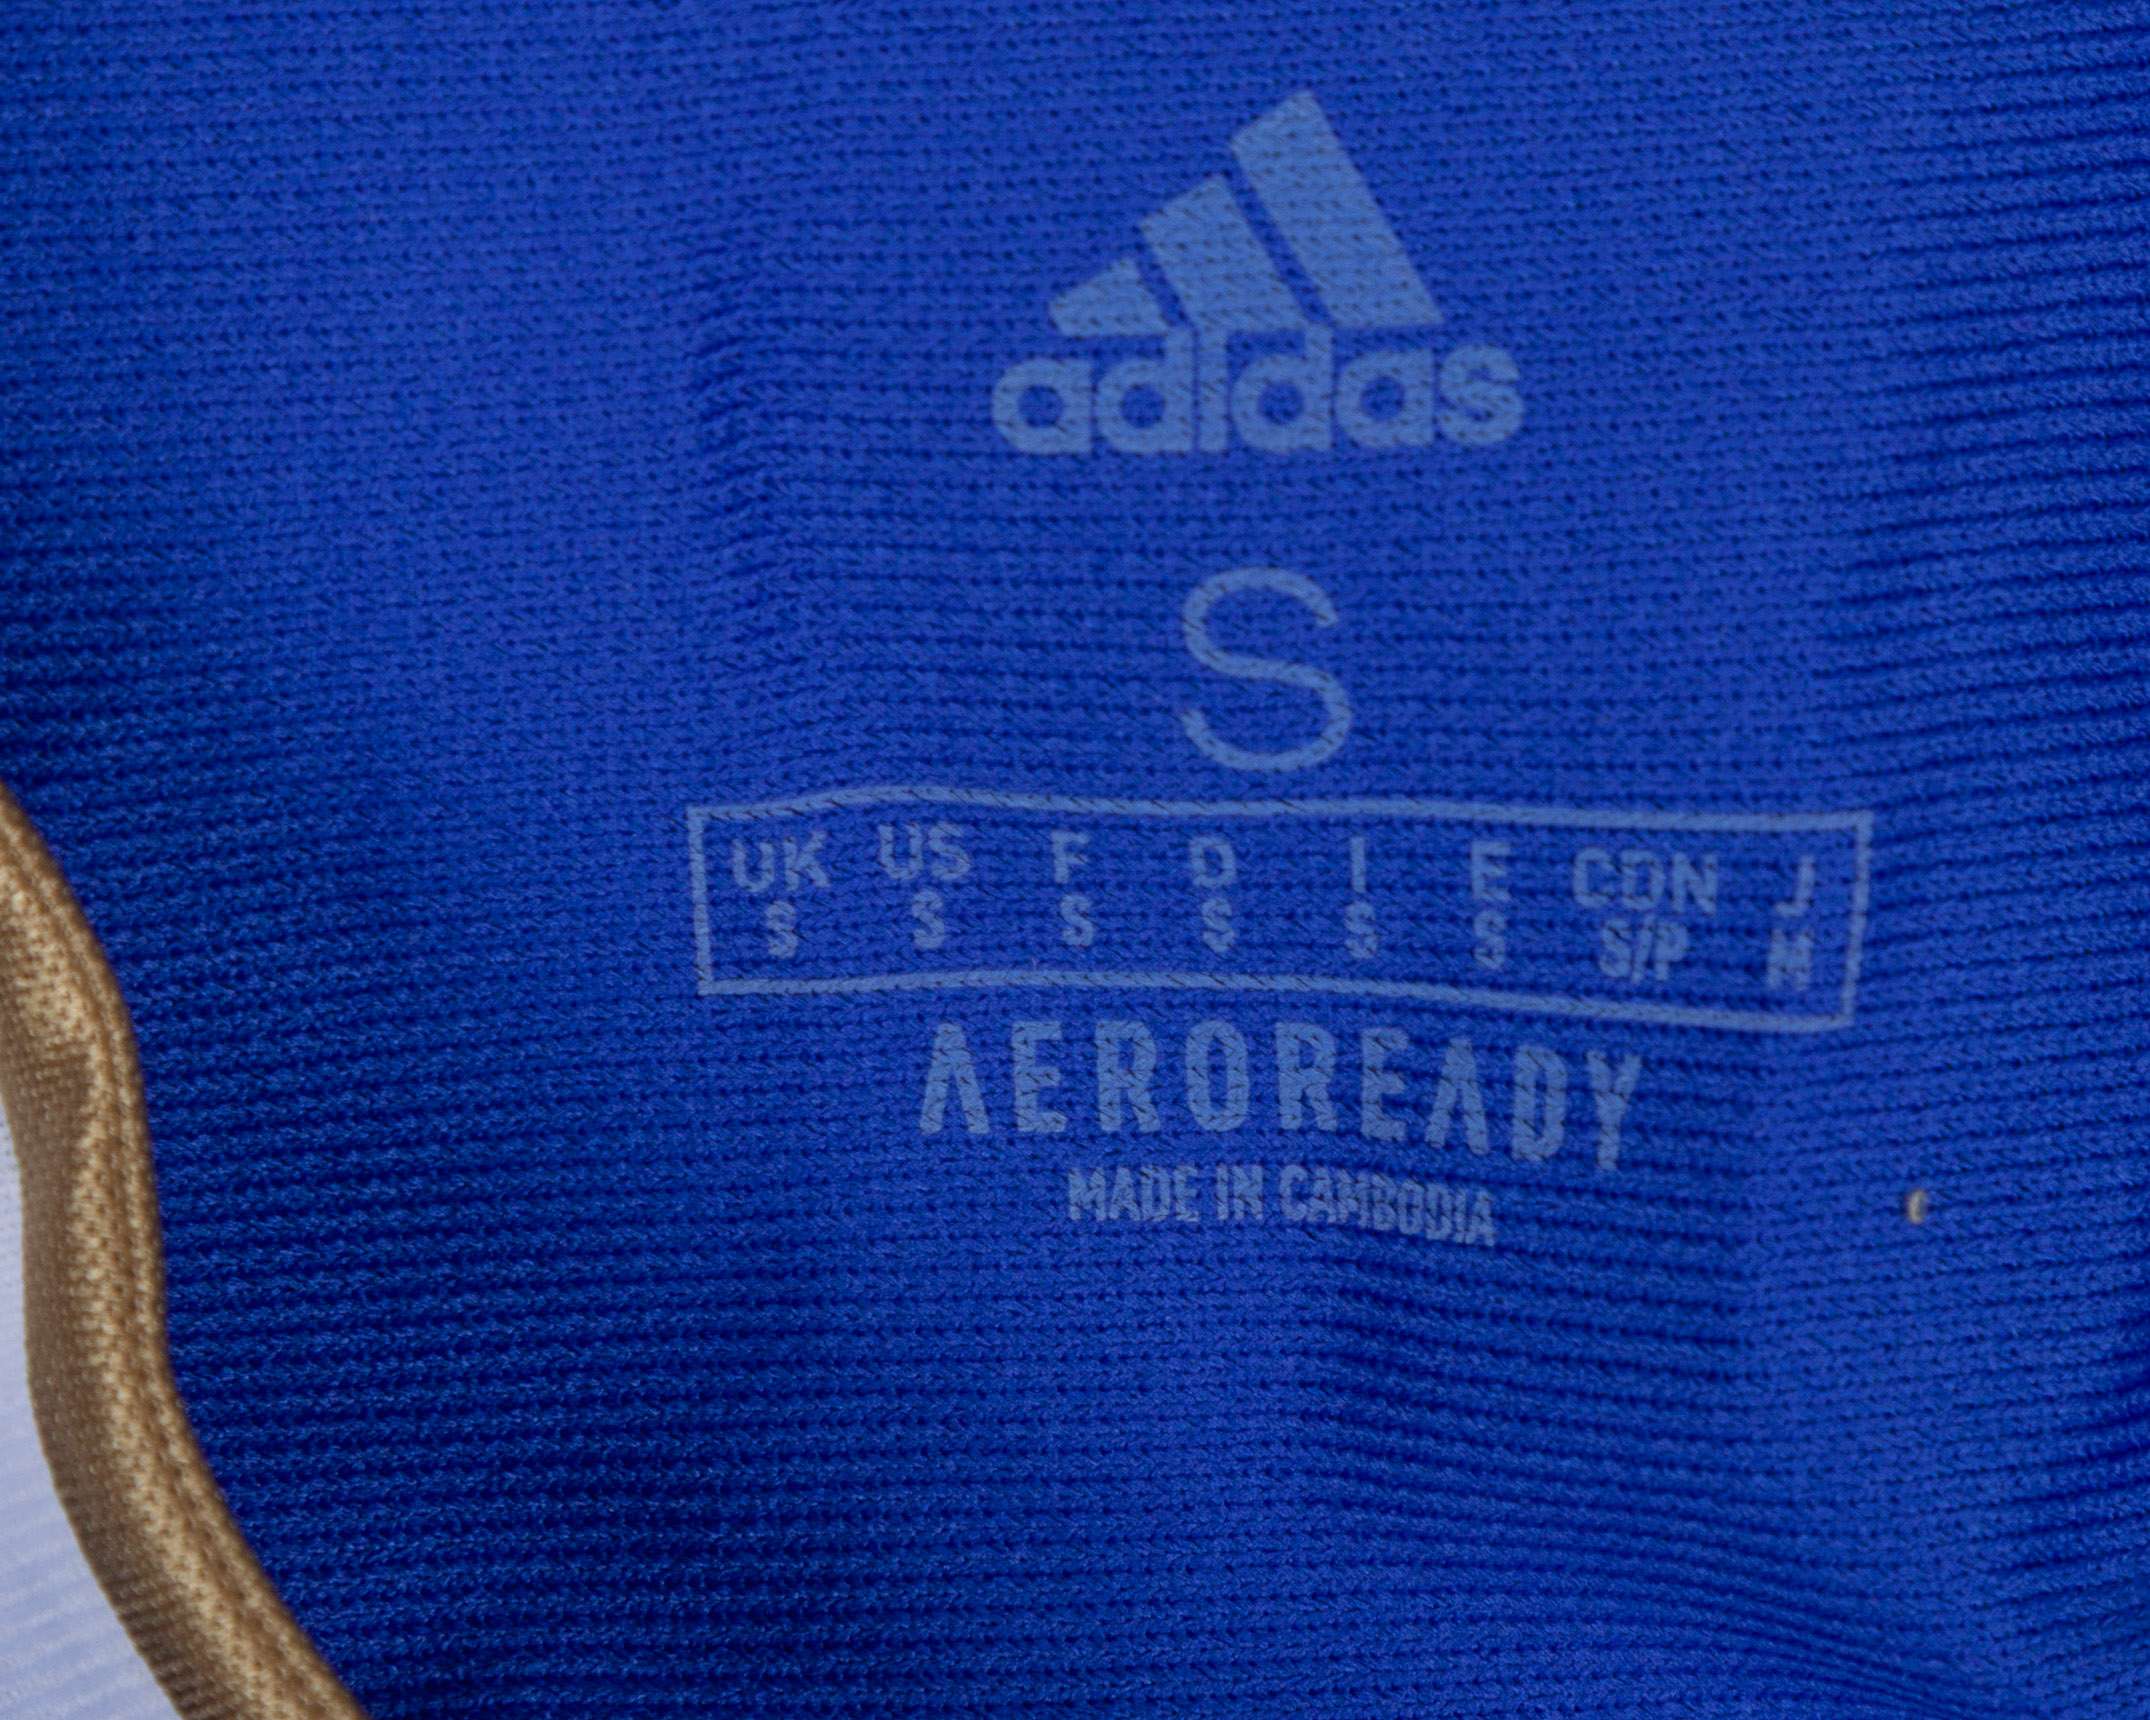 adidas
S
UK US F D I E CDN J
S S S S S S S/P M
AEROREADY
MADE IN CAMBODIA